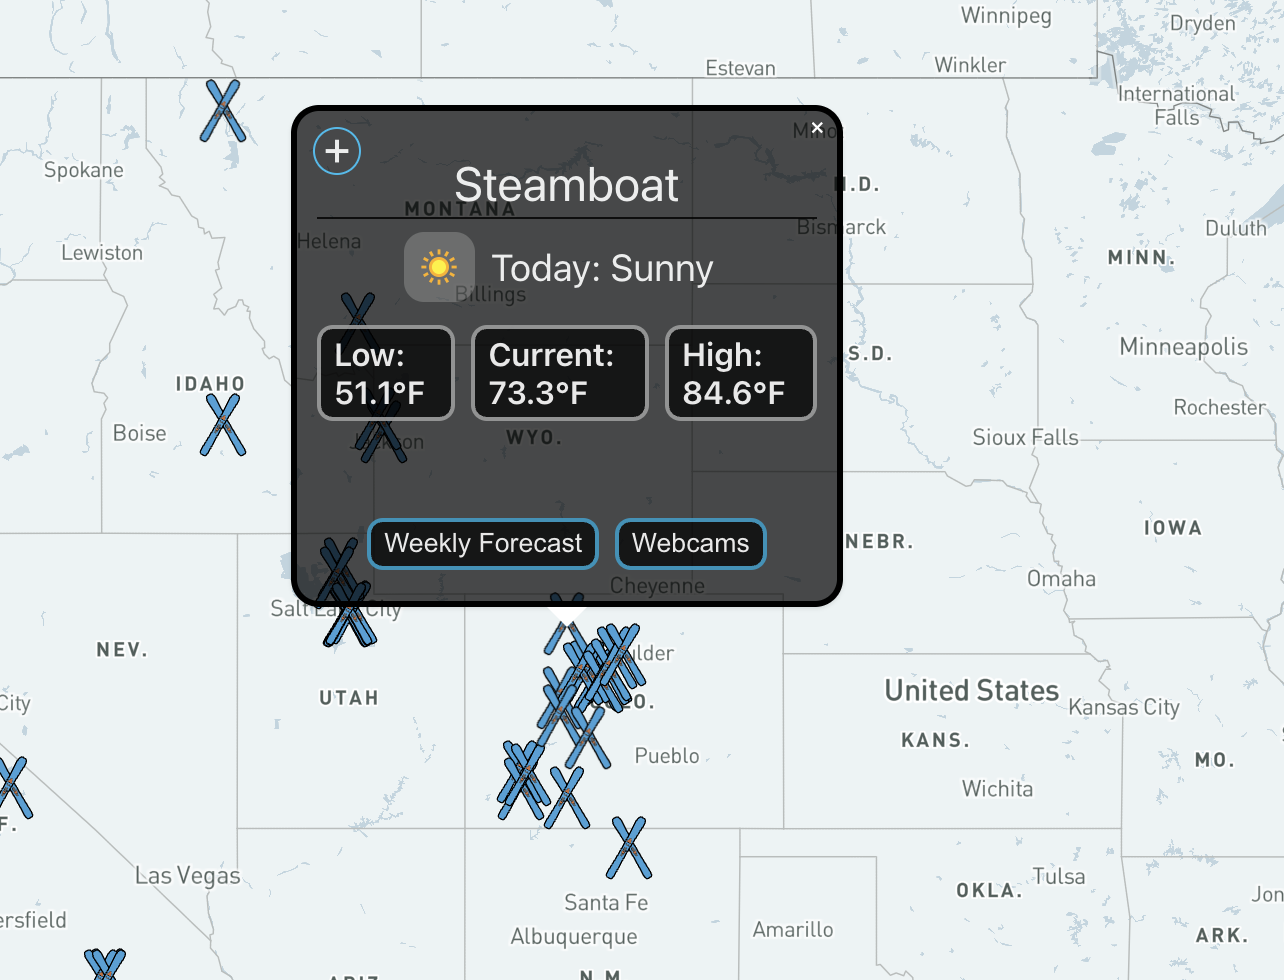 Winnipeg
Dryden
Estevan
Winkler
International
Falls
×
+
Spokane
Steamboat
N.D.
MONTANA
Bismarck
Duluth
Helena
Lewiston
MINN.
Today: Sunny
Billings
Minneapolis
S.D.
Low:
51.1°F
Current:
73.3°F
High:
84.6°F
IDAHO
Rochester
Boise
Jackson
WYO.
Sioux Falls
IOWA
Weekly Forecast
Webcams
NEBR.
Omaha
Cheyenne
Salt Lake City
NEV.
ulder
United States
UTAH
City
O.
Kansas City
KANS.
Pueblo
MO.
Wichita
F.
Las Vegas
Tulsa
OKLA.
Jon
Santa Fe
ersfield
Amarillo
Albuquerque
ARK.
ARIZ
N.M.